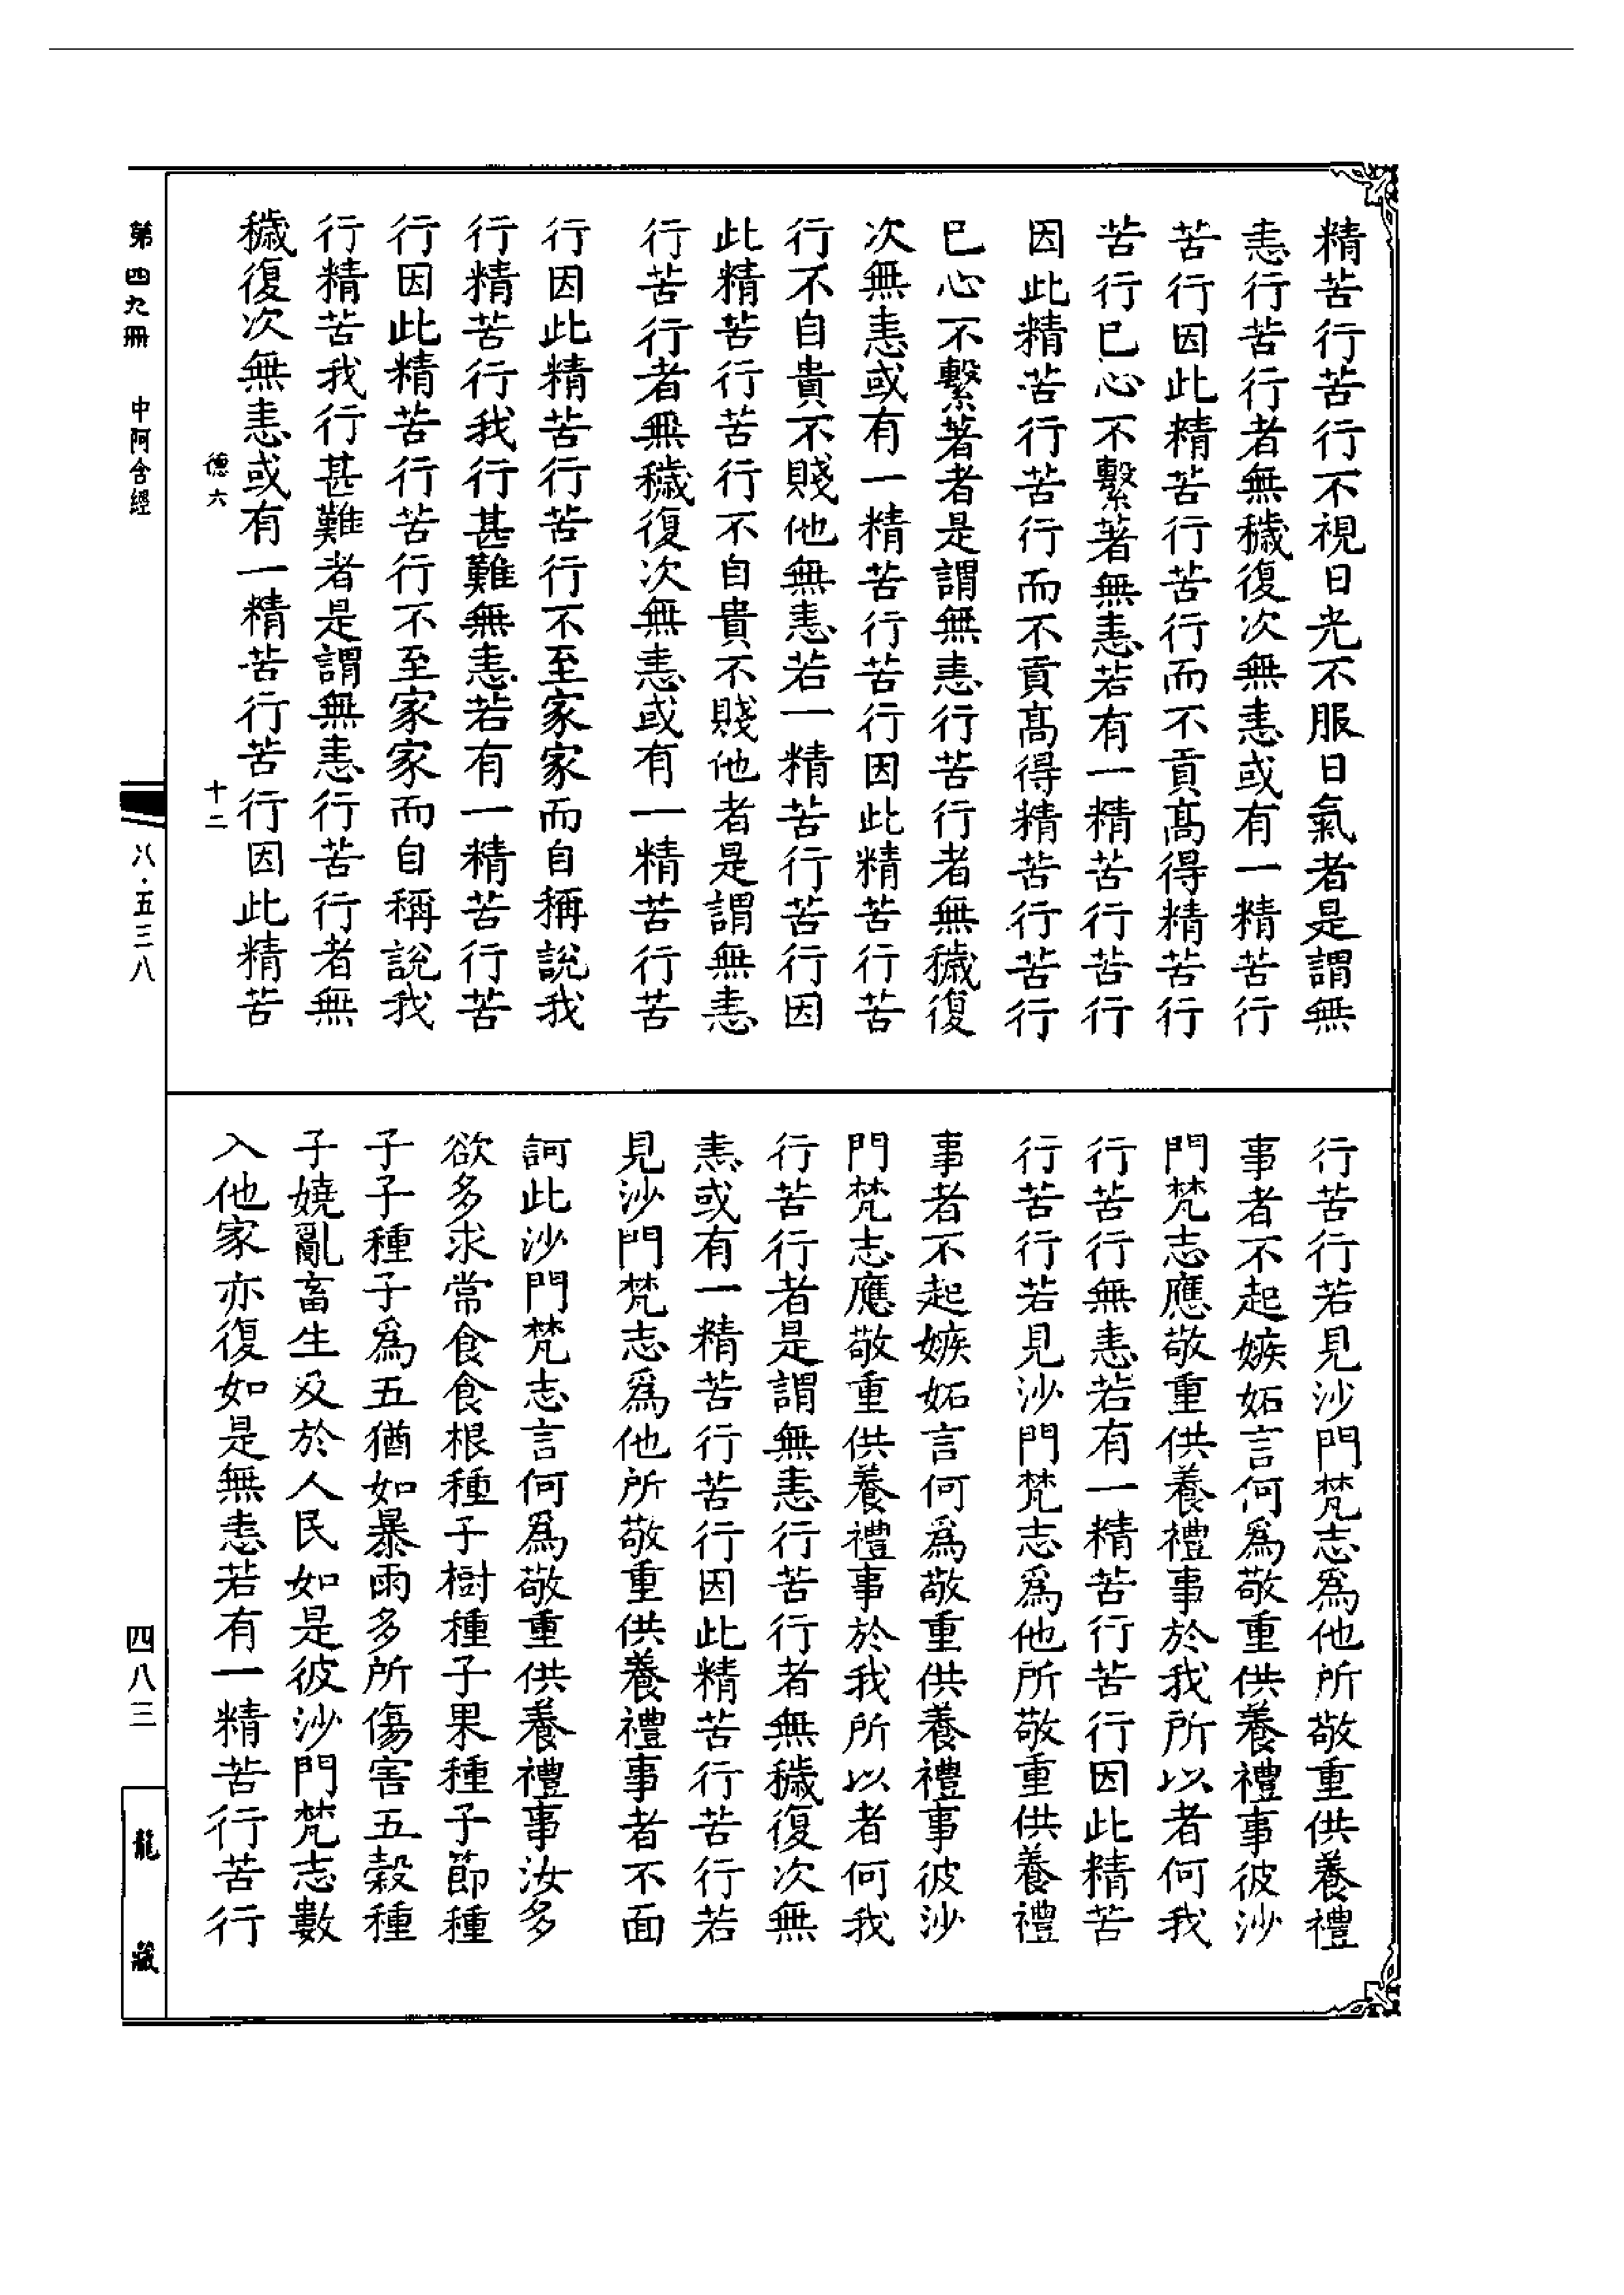 精苦行苦行不視日光不服日氣者是謂無
恚行苦行者無穢復次無恚或有一精苦行
苦行因此精苦行苦行而不貢高得精苦行
苦行已心不繫著無恚若有一精苦行苦行
因此精苦行苦行而不貢高得精苦行苦行
已心不繫著者是謂無恚行苦行者無穢復
次無恚或有一精苦行苦行因此精苦行苦
行不自貴不賤他無恚若一精苦行苦行因
此精苦行苦行不自貴不賤他者是謂無恚
行苦行者無穢復次無恚或有一精苦行苦
行因此精苦行苦行不至家家而自稱說我
行精苦行我行甚難無恚若有一精苦行苦
行因此精苦行苦行不至家家而自稱說我
行精苦我行甚難者是謂無恚行苦行者無
穢復次無恚或有一精苦行苦行因此精苦
德六 十二
行苦行若見沙門梵志爲他所敬重供養禮
事者不起嫉妬言何爲敬重供養禮事彼沙
門梵志應敬重供養禮事於我所以者何我
行苦行無恚若有一精苦行苦行因此精苦
行苦行若見沙門梵志爲他所敬重供養禮
事者不起嫉妬言何爲敬重供養禮事彼沙
門梵志應敬重供養禮事於我所以者何我
行苦行者是謂無恚行苦行者無穢復次無
恚或有一精苦行苦行因此精苦行苦行若
見沙門梵志爲他所敬重供養禮事者不面
訶此沙門梵志言何爲敬重供養禮事汝多
欲多求常食食根種子樹種子果種子節種
子子種子爲五猶如暴雨多所傷害五穀種
子嬈亂畜生及於人民如是彼沙門梵志數
入他家亦復如是無恚若有一精苦行苦行
第四九冊 中阿含經 八·五三八 四八三 龍藏